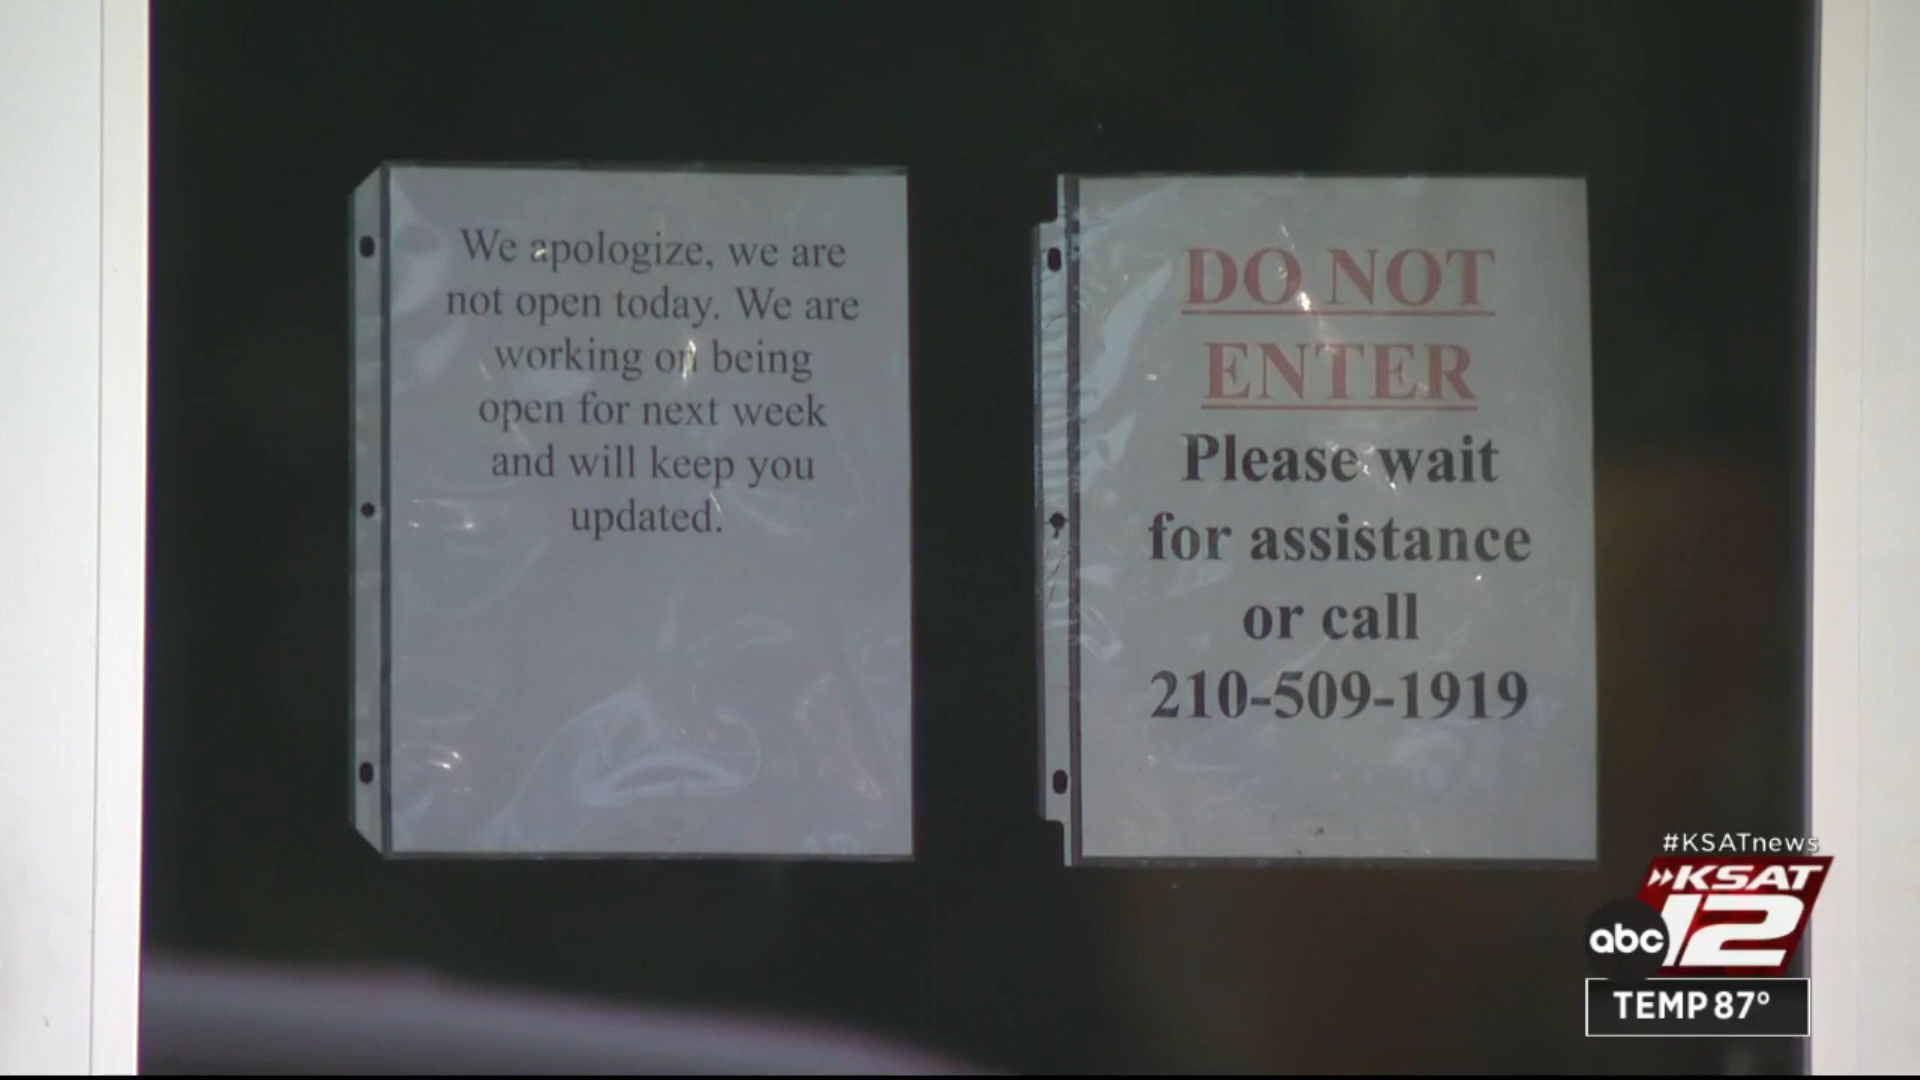 We apologize, we are
not open today. We are
working on being
open for next week
and will keep you
updated.
DO NOT
ENTER
Please wait
for assistance
or call
210-509-1919
#KSATnews
KSAT
12
abc
TEMP 87°